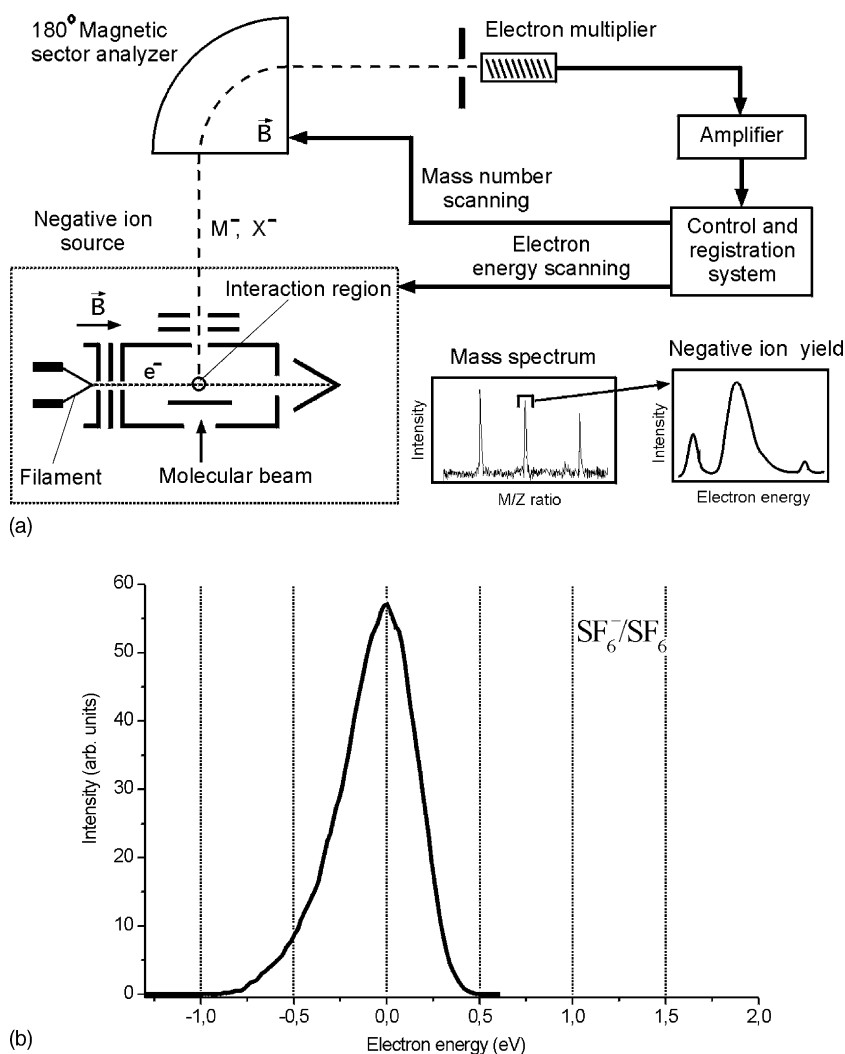 180° Magnetic
sector analyzer
Electron multiplier
B
Amplifier
Mass number
scanning
Negative ion
source
M⁻, X⁻
Control and
registration
system
Electron
energy scanning
Interaction region
B
e⁻
Filament
Molecular beam
Mass spectrum
Intensity
M/Z ratio
Negative ion yield
Intensity
Electron energy
(a)
60
50
40
30
20
10
0
Intensity (arb. units)
SF₆⁻/SF₆
-1,0
-0,5
0,0
0,5
1,0
1,5
2,0
Electron energy (eV)
(b)